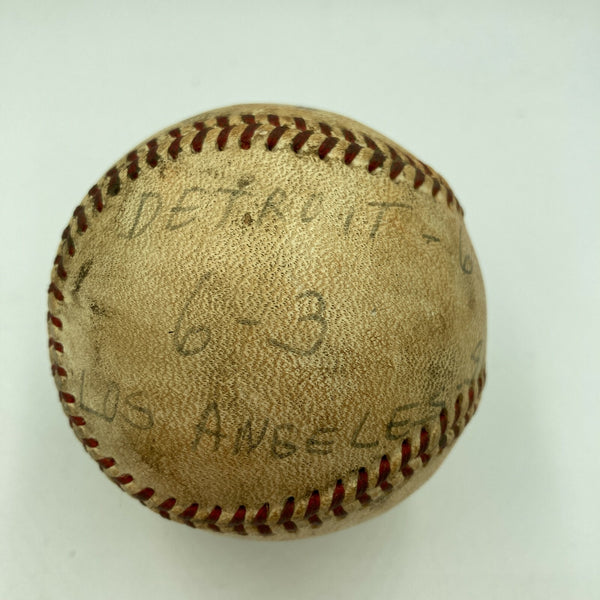 DETROIT - 6
6-3
LOS ANGELES